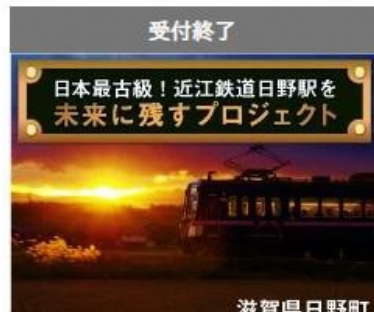 受付終了
日本最古級！近江鉄道日野駅を
未来に残すプロジェクト
滋賀県日野町